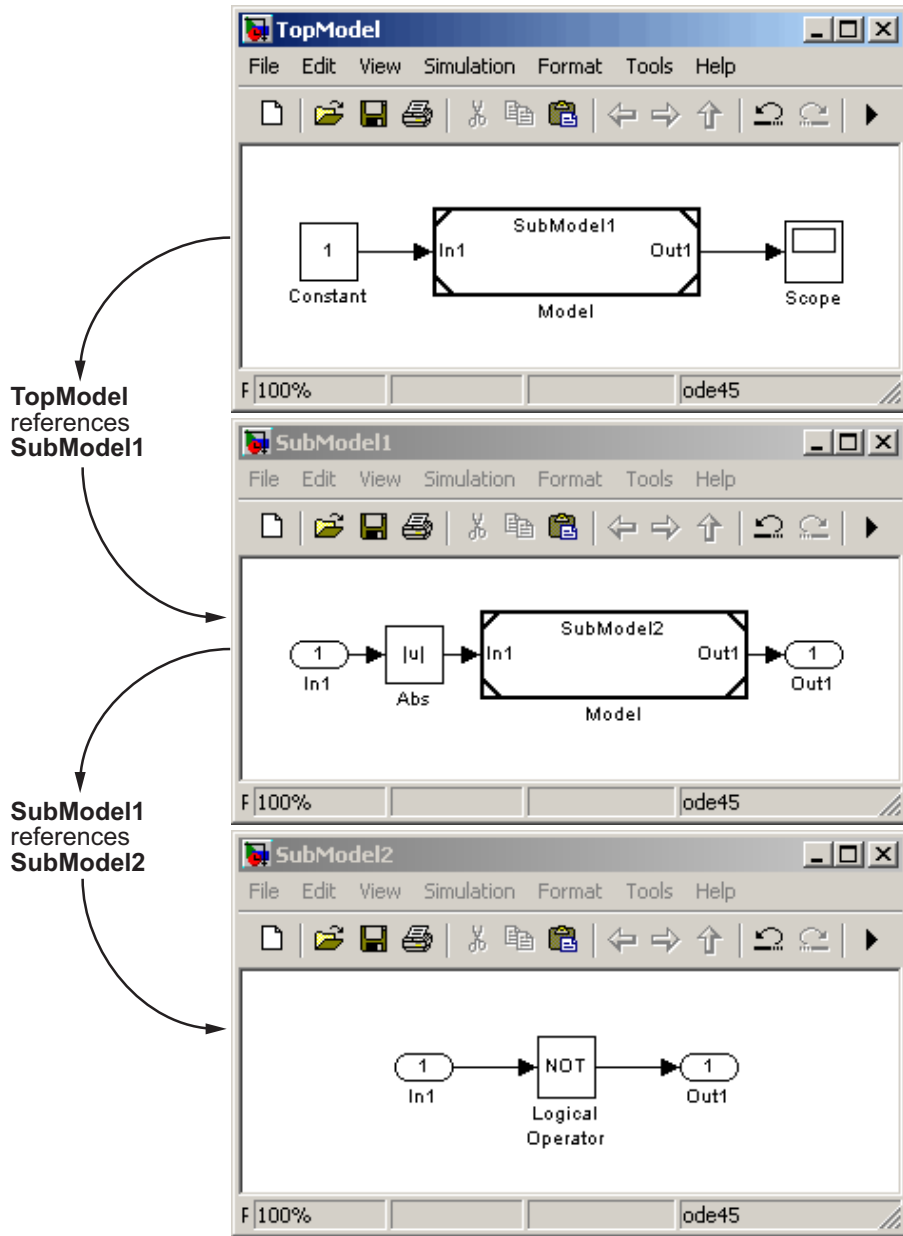 TopModel
File Edit View Simulation Format Tools Help
1
Constant
SubModel1
In1
Out1
Model
Scope
F 100%
ode45
TopModel
references
SubModel1
SubModel1
File Edit View Simulation Format Tools Help
1
In1
|u|
Abs
SubModel2
In1
Out1
Model
1
Out1
F 100%
ode45
SubModel1
references
SubModel2
SubModel2
File Edit View Simulation Format Tools Help
1
In1
NOT
Logical
Operator
1
Out1
F 100%
ode45